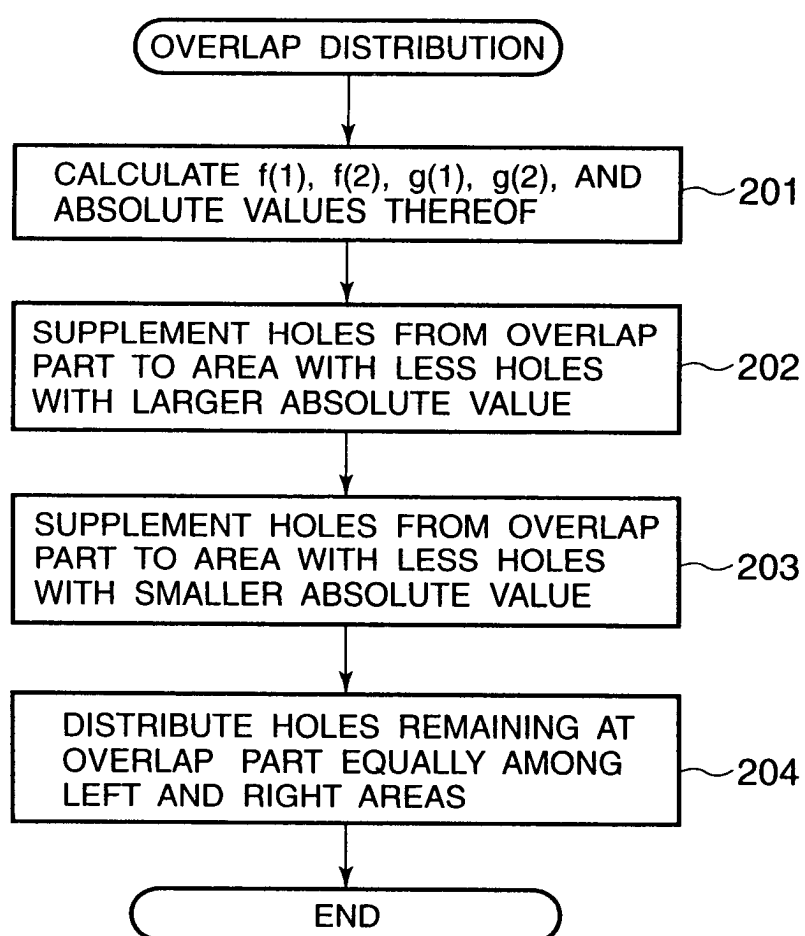 OVERLAP DISTRIBUTION
CALCULATE f(1), f(2), g(1), g(2), AND
ABSOLUTE VALUES THEREOF
201
SUPPLEMENT HOLES FROM OVERLAP
PART TO AREA WITH LESS HOLES
WITH LARGER ABSOLUTE VALUE
202
SUPPLEMENT HOLES FROM OVERLAP
PART TO AREA WITH LESS HOLES
WITH SMALLER ABSOLUTE VALUE
203
DISTRIBUTE HOLES REMAINING AT
OVERLAP PART EQUALLY AMONG
LEFT AND RIGHT AREAS
204
END